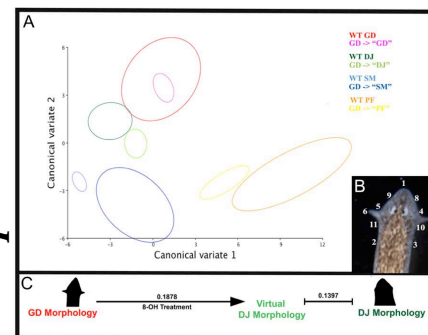 A
6
3
0
-3
-6
Canonical variate 2
-6
-3
0
3
6
9
12
Canonical variate 1
WT GD
GD -> "GD"
WT DJ
GD -> "DJ"
WT SM
GD -> "SM"
WT PF
GD -> "PF"
B
1
9
8
6
5
4
11
10
2
3
C
0.1878
8-OH Treatment
0.1397
GD Morphology
Virtual
DJ Morphology
DJ Morphology